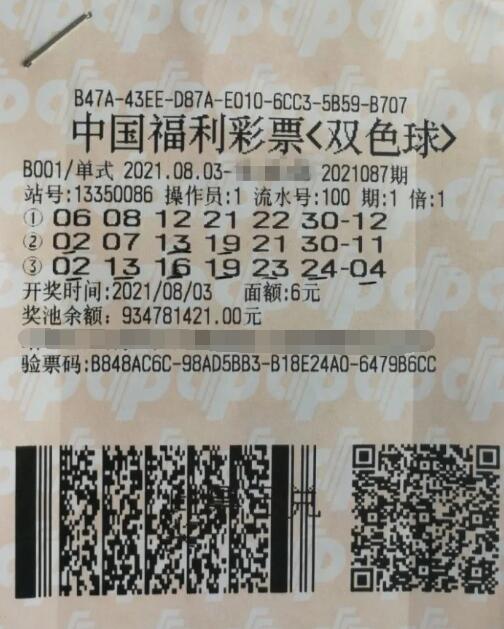 B47A-43EE-D87A-E010-6CC3-5B59-B707
中国福利彩票<双色球>
B001/单式 2021.08.03- 2021087期
站号:13350086 操作员:1 流水号:100 期:1 倍:1
① 06 08 12 21 22 30-12
② 02 07 13 19 21 30-11
③ 02 13 16 19 23 24-04
开奖时间:2021/08/03 面额:6元
奖池余额: 934781421.00元
验票码:B848AC6C-98AD5BB3-B18E24A0-6479B6CC